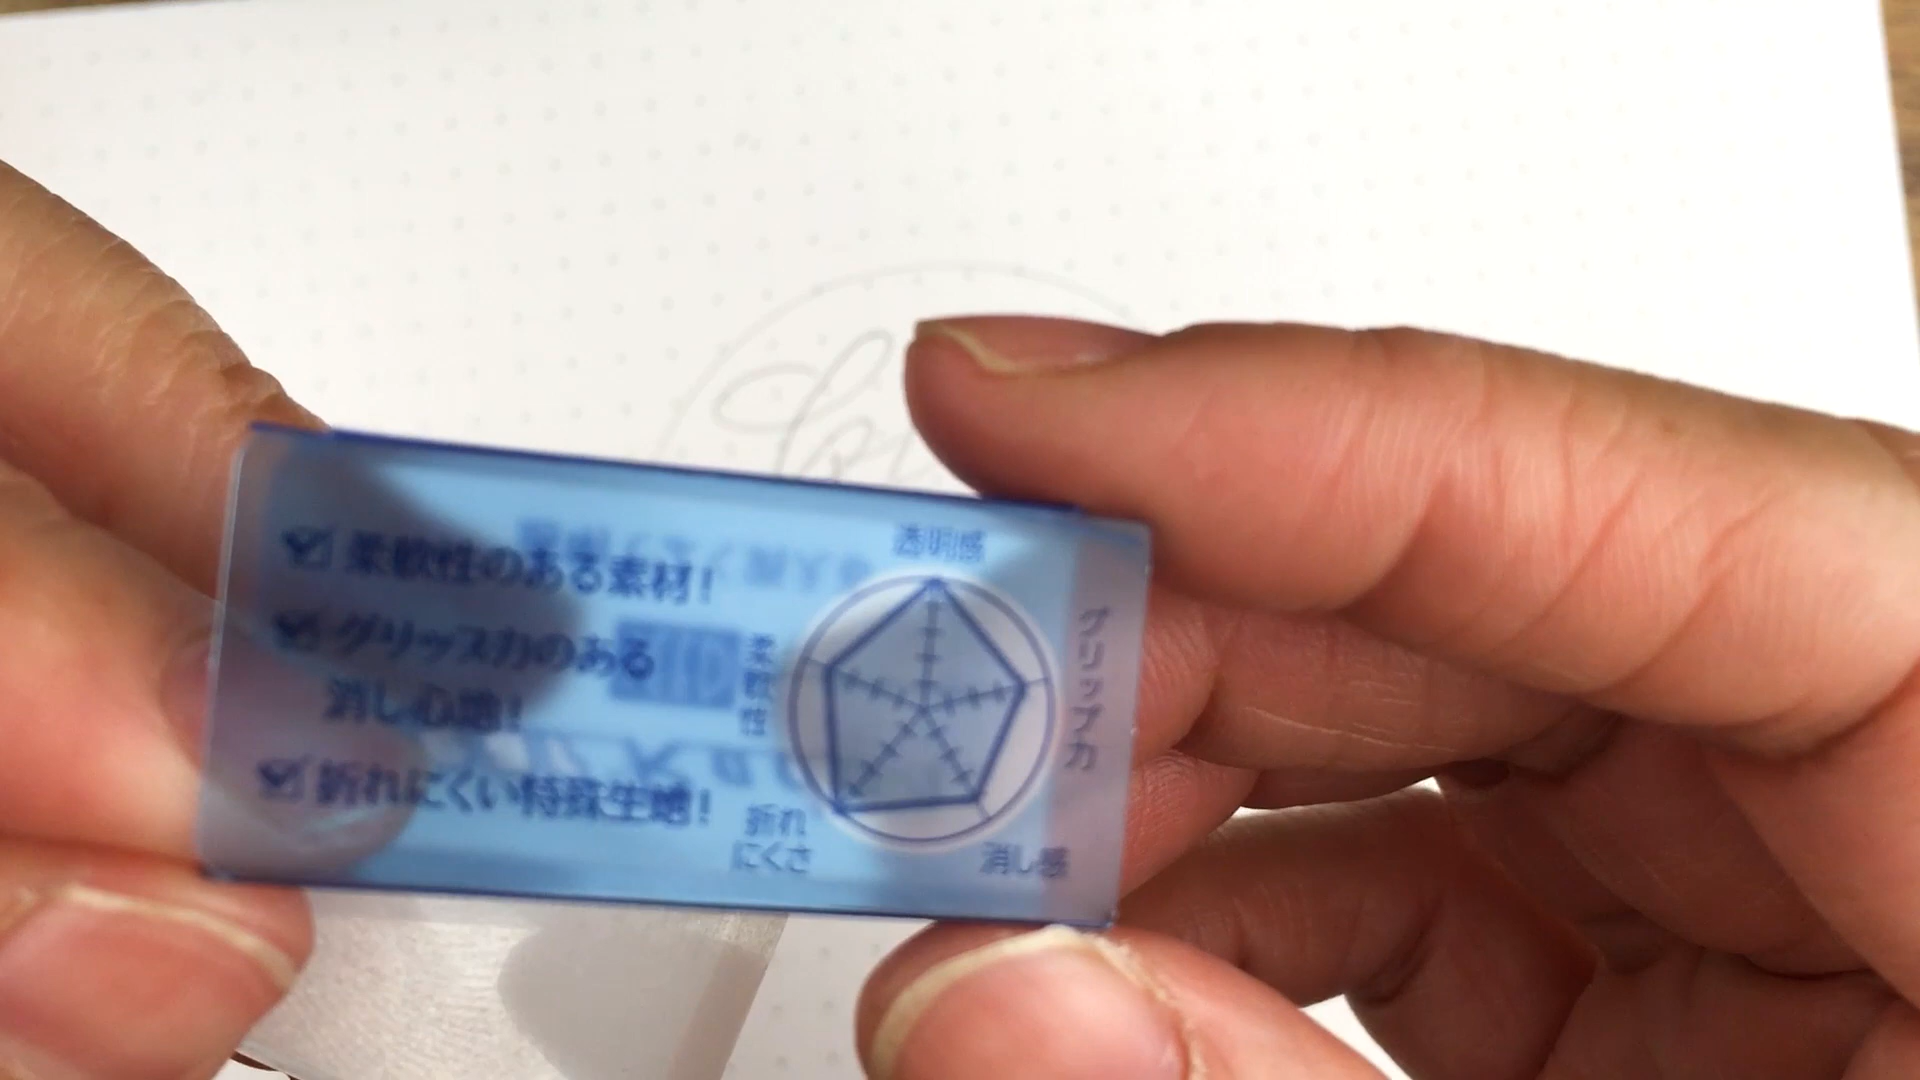 柔軟性のある素材!
グリップ力のある
消し心地!
折れにくい特殊生地!
透明感
グリップ力
消し感
折れ
にくさ
柔軟性